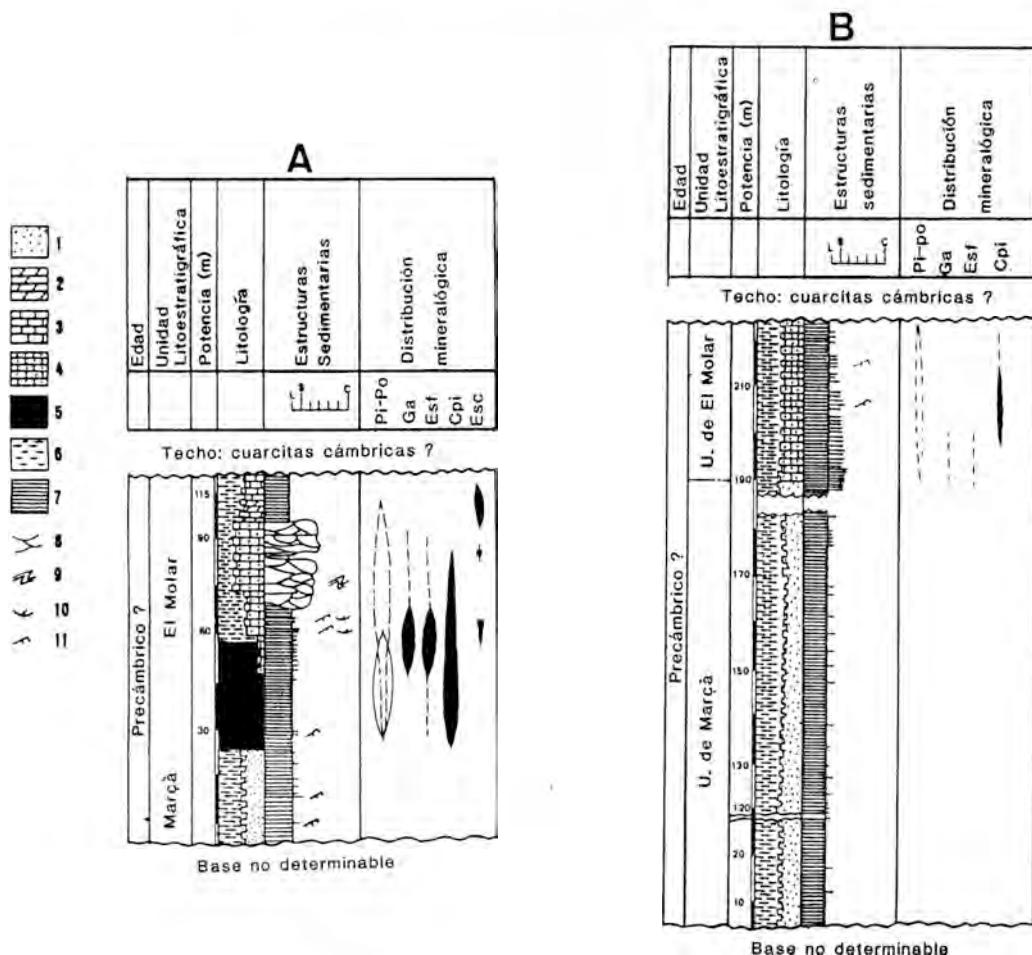 A
Edad
Unidad
Litoestratigráfica
Potencia (m)
Litología
Estructuras
Sedimentarias
Distribución
mineralógica
Pi-Po
Ga
Esf
Cpi
Esc
Techo: cuarcitas cámbricas ?
1
2
3
4
5
6
7
8
9
10
11
Precámbrico ?
El Molar
Marçà
115
90
60
30
Base no determinable
B
Edad
Unidad
Litoestratigráfica
Potencia (m)
Litología
Estructuras
sedimentarias
Distribución
mineralógica
Pi-po
Ga
Esf
Cpi
Techo: cuarcitas cámbricas ?
Precámbrico ?
U. de El Molar
U. de Marçà
210
190
170
150
130
120
20
10
Base no determinable